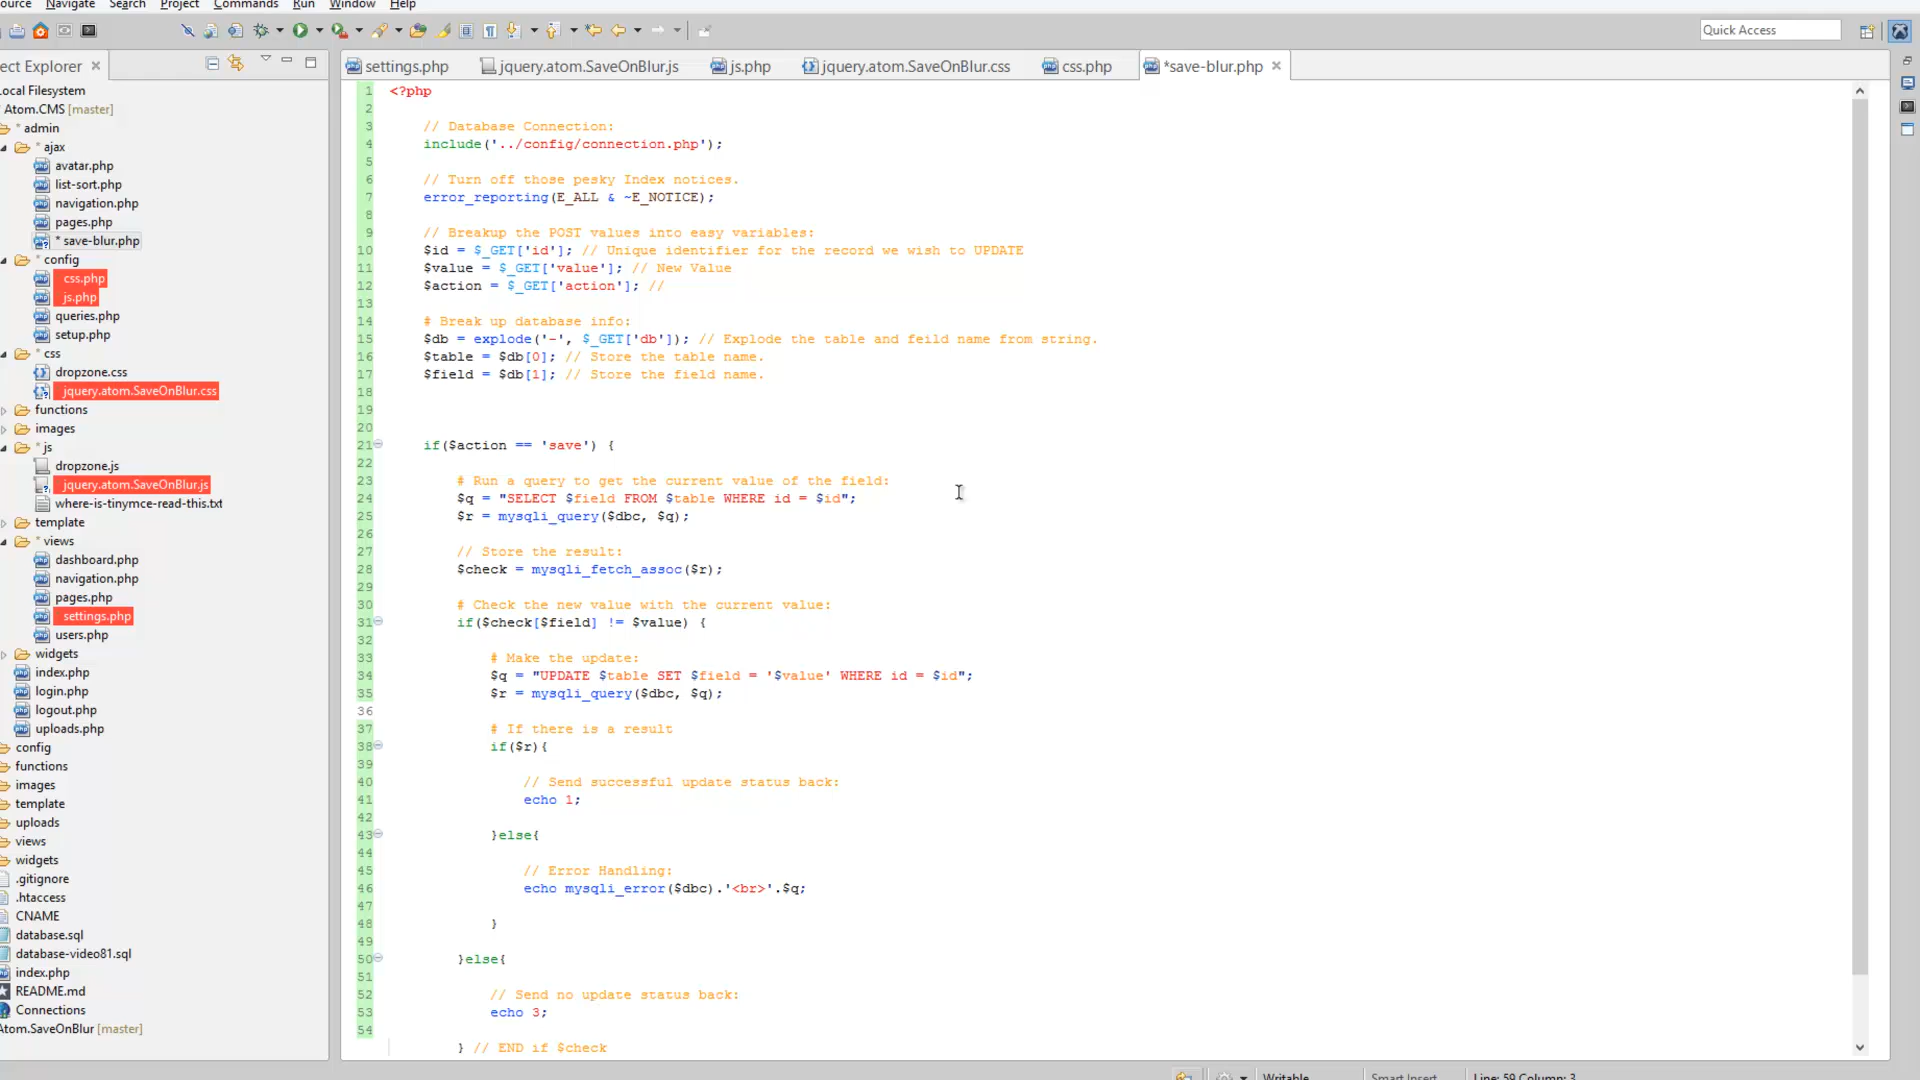 ource Navigate Search Project Commands Run Window Help
Quick Access
ect Explorer
settings.php jquery.atom.SaveOnBlur.js js.php jquery.atom.SaveOnBlur.css css.php *save-blur.php
ocal Filesystem
Atom.CMS [master]
* admin
* ajax
avatar.php
list-sort.php
navigation.php
pages.php
* save-blur.php
* config
css.php
js.php
queries.php
setup.php
* css
dropzone.css
jquery.atom.SaveOnBlur.css
functions
images
* js
dropzone.js
jquery.atom.SaveOnBlur.js
where-is-tinymce-read-this.txt
template
* views
dashboard.php
navigation.php
pages.php
settings.php
users.php
widgets
index.php
login.php
logout.php
uploads.php
config
functions
images
template
uploads
views
widgets
.gitignore
.htaccess
CNAME
database.sql
database-video81.sql
index.php
README.md
Connections
Atom.SaveOnBlur [master]
1 <?php
2
3 // Database Connection:
4 include('../config/connection.php');
5
6 // Turn off those pesky Index notices.
7 error_reporting(E_ALL & ~E_NOTICE);
8
9 // Breakup the POST values into easy variables:
10 $id = $_GET['id']; // Unique identifier for the record we wish to UPDATE
11 $value = $_GET['value']; // New Value
12 $action = $_GET['action']; //
13
14 # Break up database info:
15 $db = explode('-', $_GET['db']); // Explode the table and feild name from string.
16 $table = $db[0]; // Store the table name.
17 $field = $db[1]; // Store the field name.
18
19
20
21 if($action == 'save') {
22
23 # Run a query to get the current value of the field:
24 $q = "SELECT $field FROM $table WHERE id = $id";
25 $r = mysqli_query($dbc, $q);
26
27 // Store the result:
28 $check = mysqli_fetch_assoc($r);
29
30 # Check the new value with the current value:
31 if($check[$field] != $value) {
32
33 # Make the update:
34 $q = "UPDATE $table SET $field = '$value' WHERE id = $id";
35 $r = mysqli_query($dbc, $q);
36
37 # If there is a result
38 if($r){
39
40 // Send successful update status back:
41 echo 1;
42
43 }else{
44
45 // Error Handling:
46 echo mysqli_error($dbc).'<br>'.$q;
47
48 }
49
50 }else{
51
52 // Send no update status back:
53 echo 3;
54
} // END if $check
Writable Smart Insert Line: 59 Column: 3